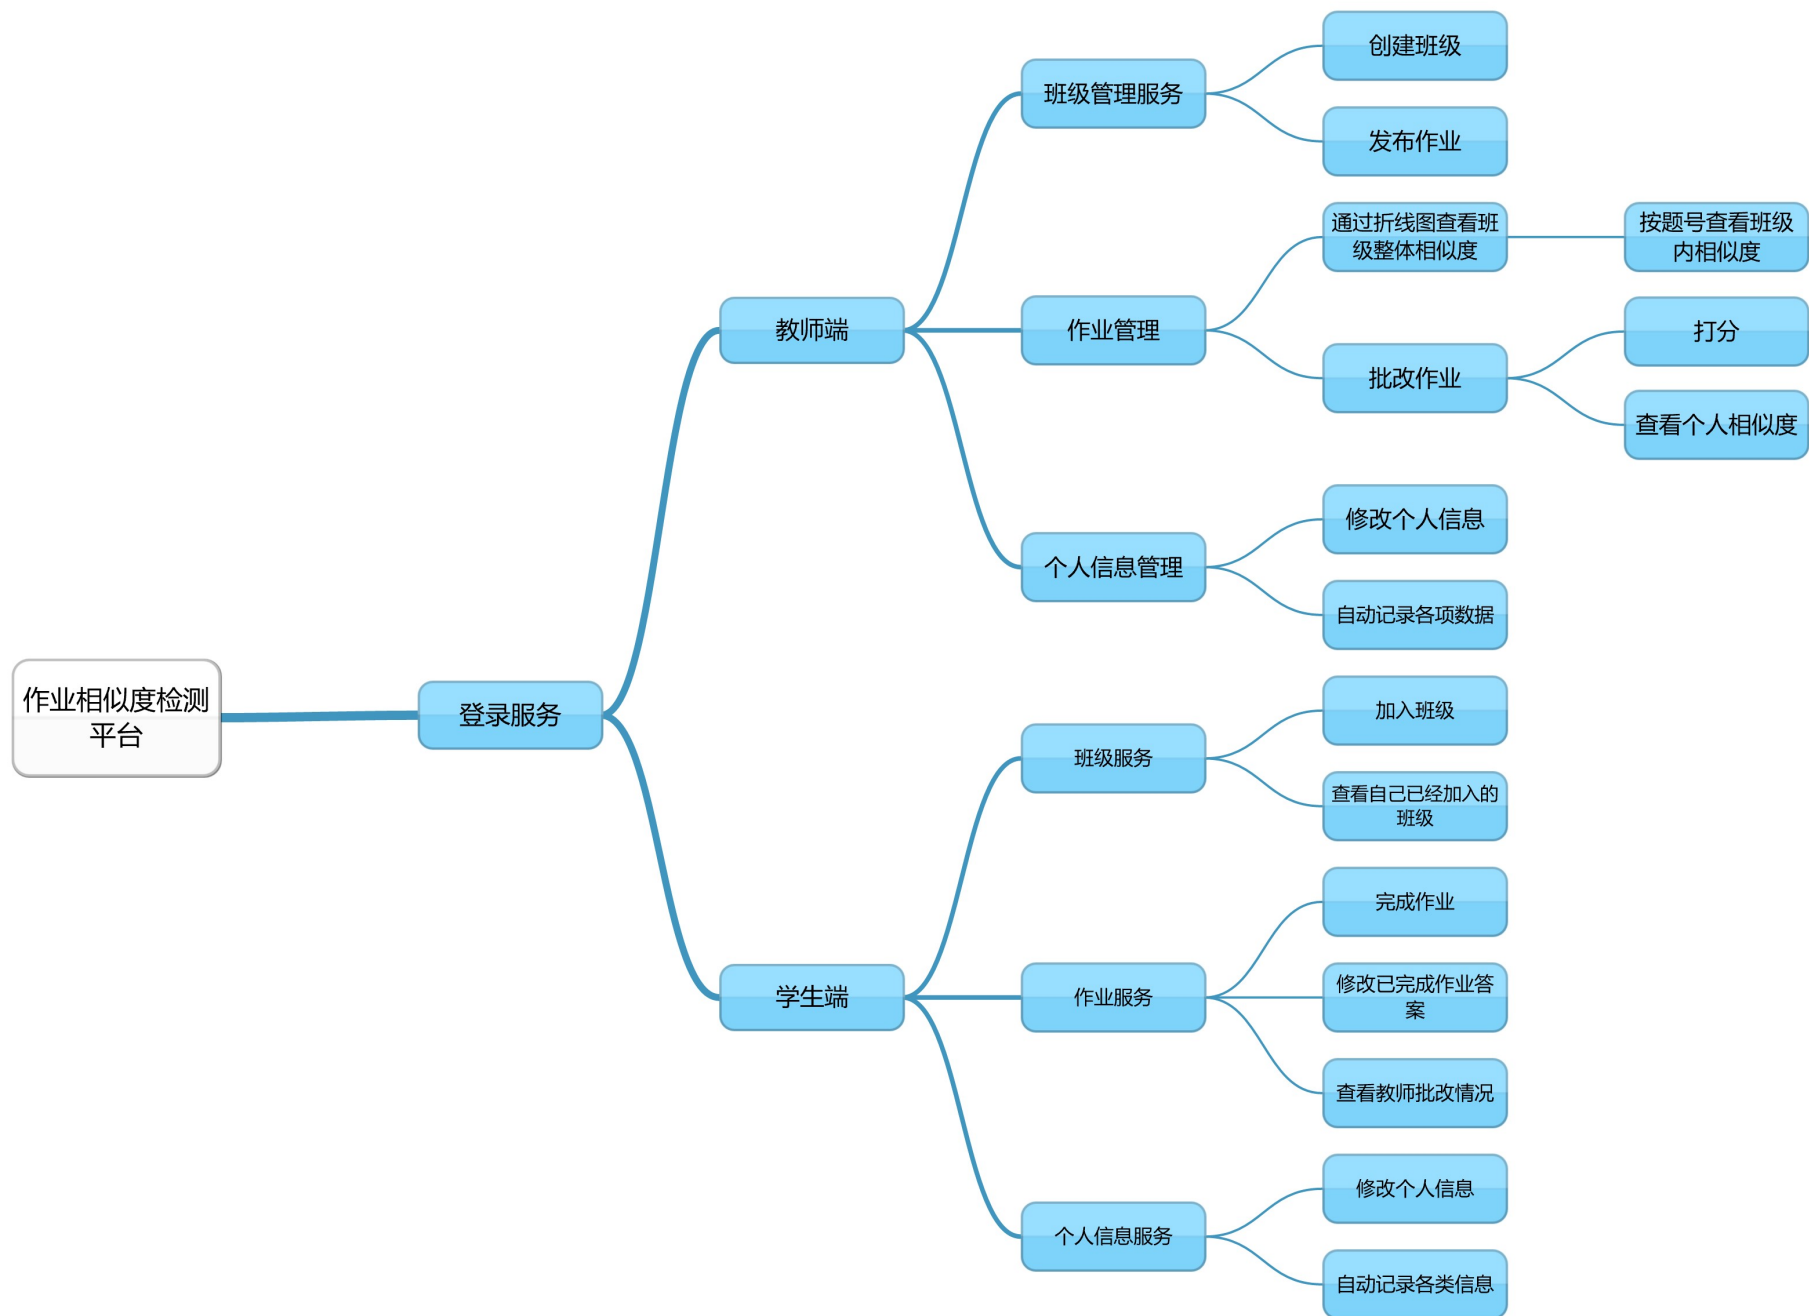 作业相似度检测
平台
登录服务
教师端
班级管理服务
创建班级
发布作业
作业管理
通过折线图查看班
级整体相似度
按题号查看班级
内相似度
批改作业
打分
查看个人相似度
个人信息管理
修改个人信息
自动记录各项数据
学生端
班级服务
加入班级
查看自己已经加入的
班级
作业服务
完成作业
修改已完成作业答
案
查看教师批改情况
个人信息服务
修改个人信息
自动记录各类信息